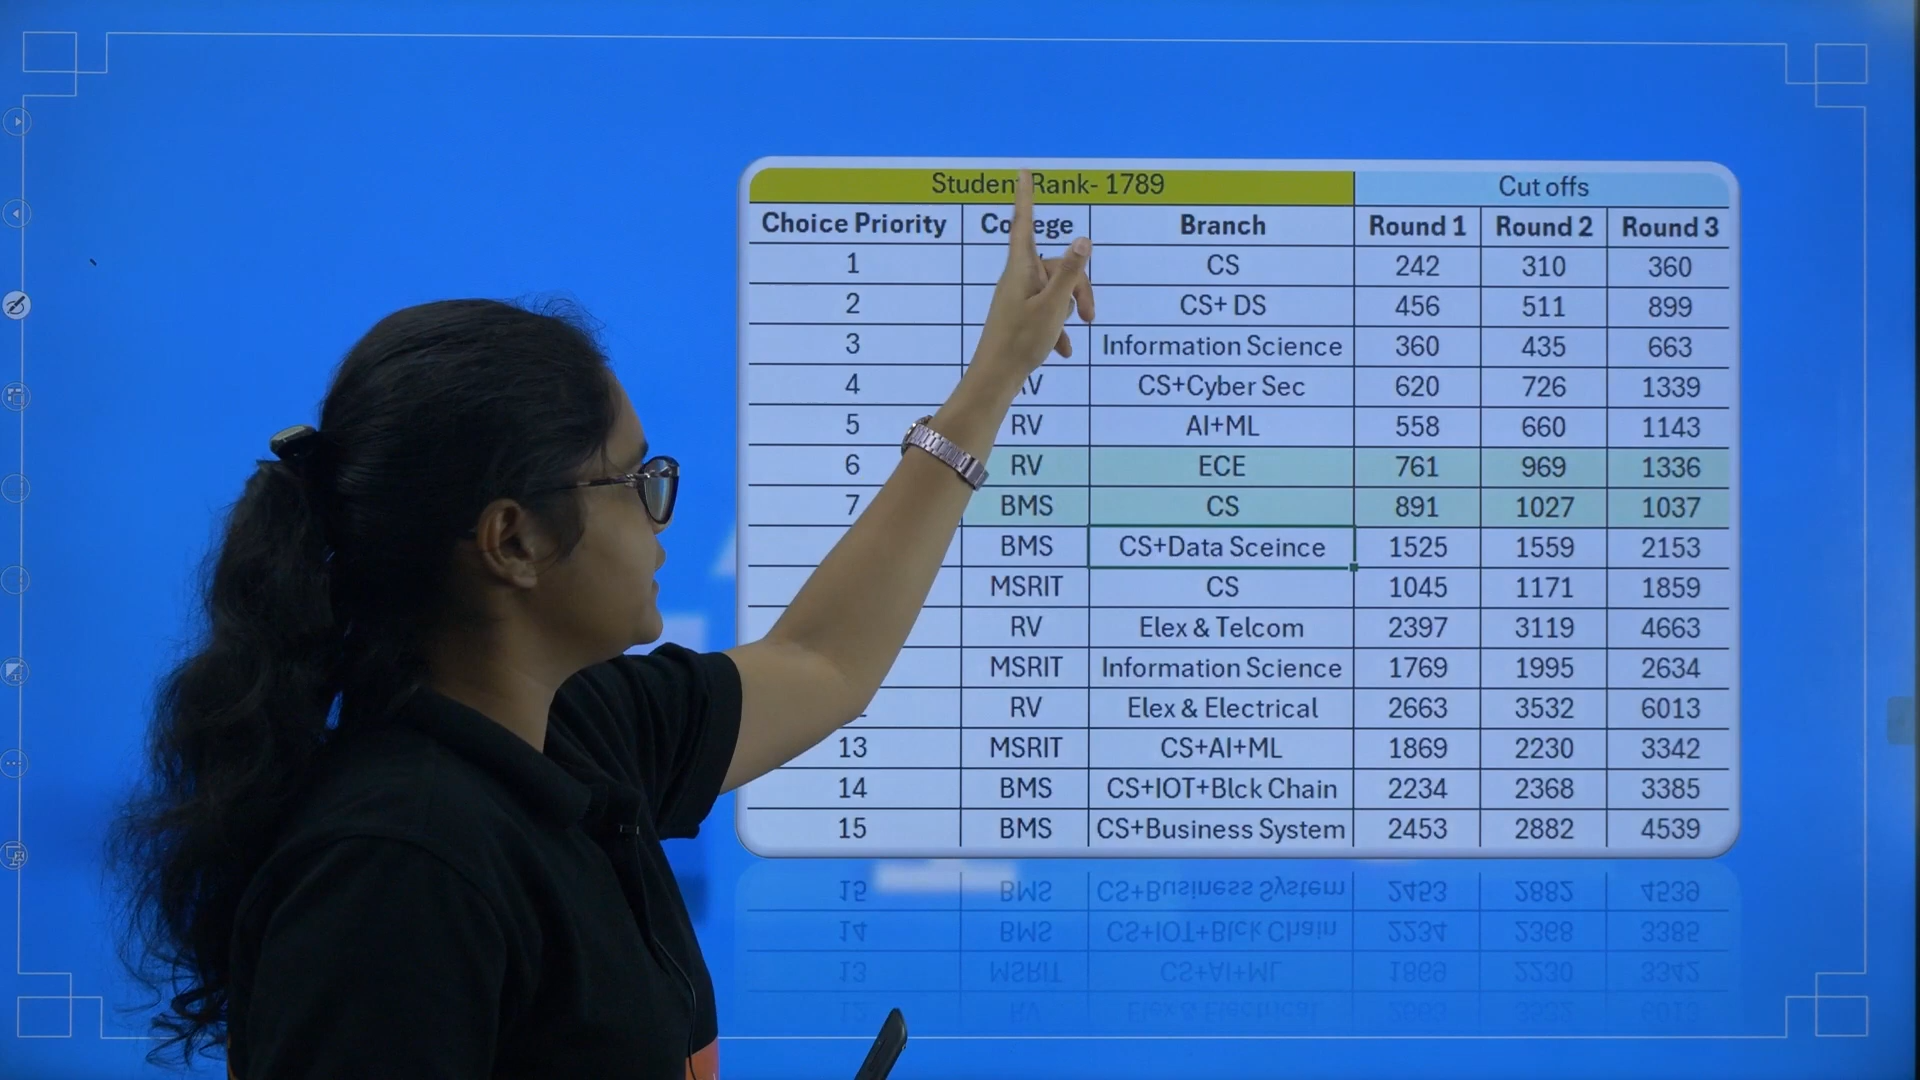 Student Rank- 1789 Cut offs
Choice Priority College Branch Round 1 Round 2 Round 3
1 CS 242 310 360
2 CS+ DS 456 511 899
3 Information Science 360 435 663
4 RV CS+Cyber Sec 620 726 1339
5 RV AI+ML 558 660 1143
6 RV ECE 761 969 1336
7 BMS CS 891 1027 1037
BMS CS+Data Sceince 1525 1559 2153
MSRIT CS 1045 1171 1859
RV Elex & Telcom 2397 3119 4663
MSRIT Information Science 1769 1995 2634
RV Elex & Electrical 2663 3532 6013
13 MSRIT CS+AI+ML 1869 2230 3342
14 BMS CS+IOT+Blck Chain 2234 2368 3385
15 BMS CS+Business System 2453 2882 4539